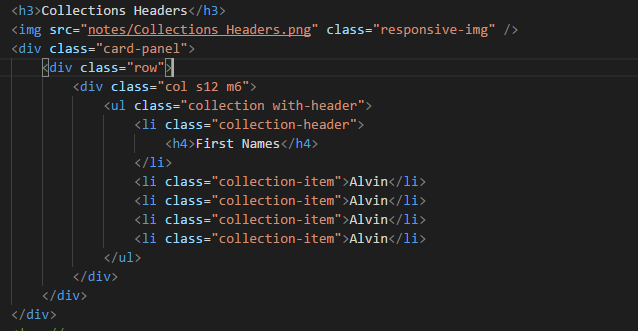 <h3>Collections Headers</h3>
<img src="notes/Collections Headers.png" class="responsive-img" />
<div class="card-panel">
    <div class="row">
        <div class="col s12 m6">
            <ul class="collection with-header">
                <li class="collection-header">
                    <h4>First Names</h4>
                </li>
                <li class="collection-item">Alvin</li>
                <li class="collection-item">Alvin</li>
                <li class="collection-item">Alvin</li>
                <li class="collection-item">Alvin</li>
            </ul>
        </div>
    </div>
</div>